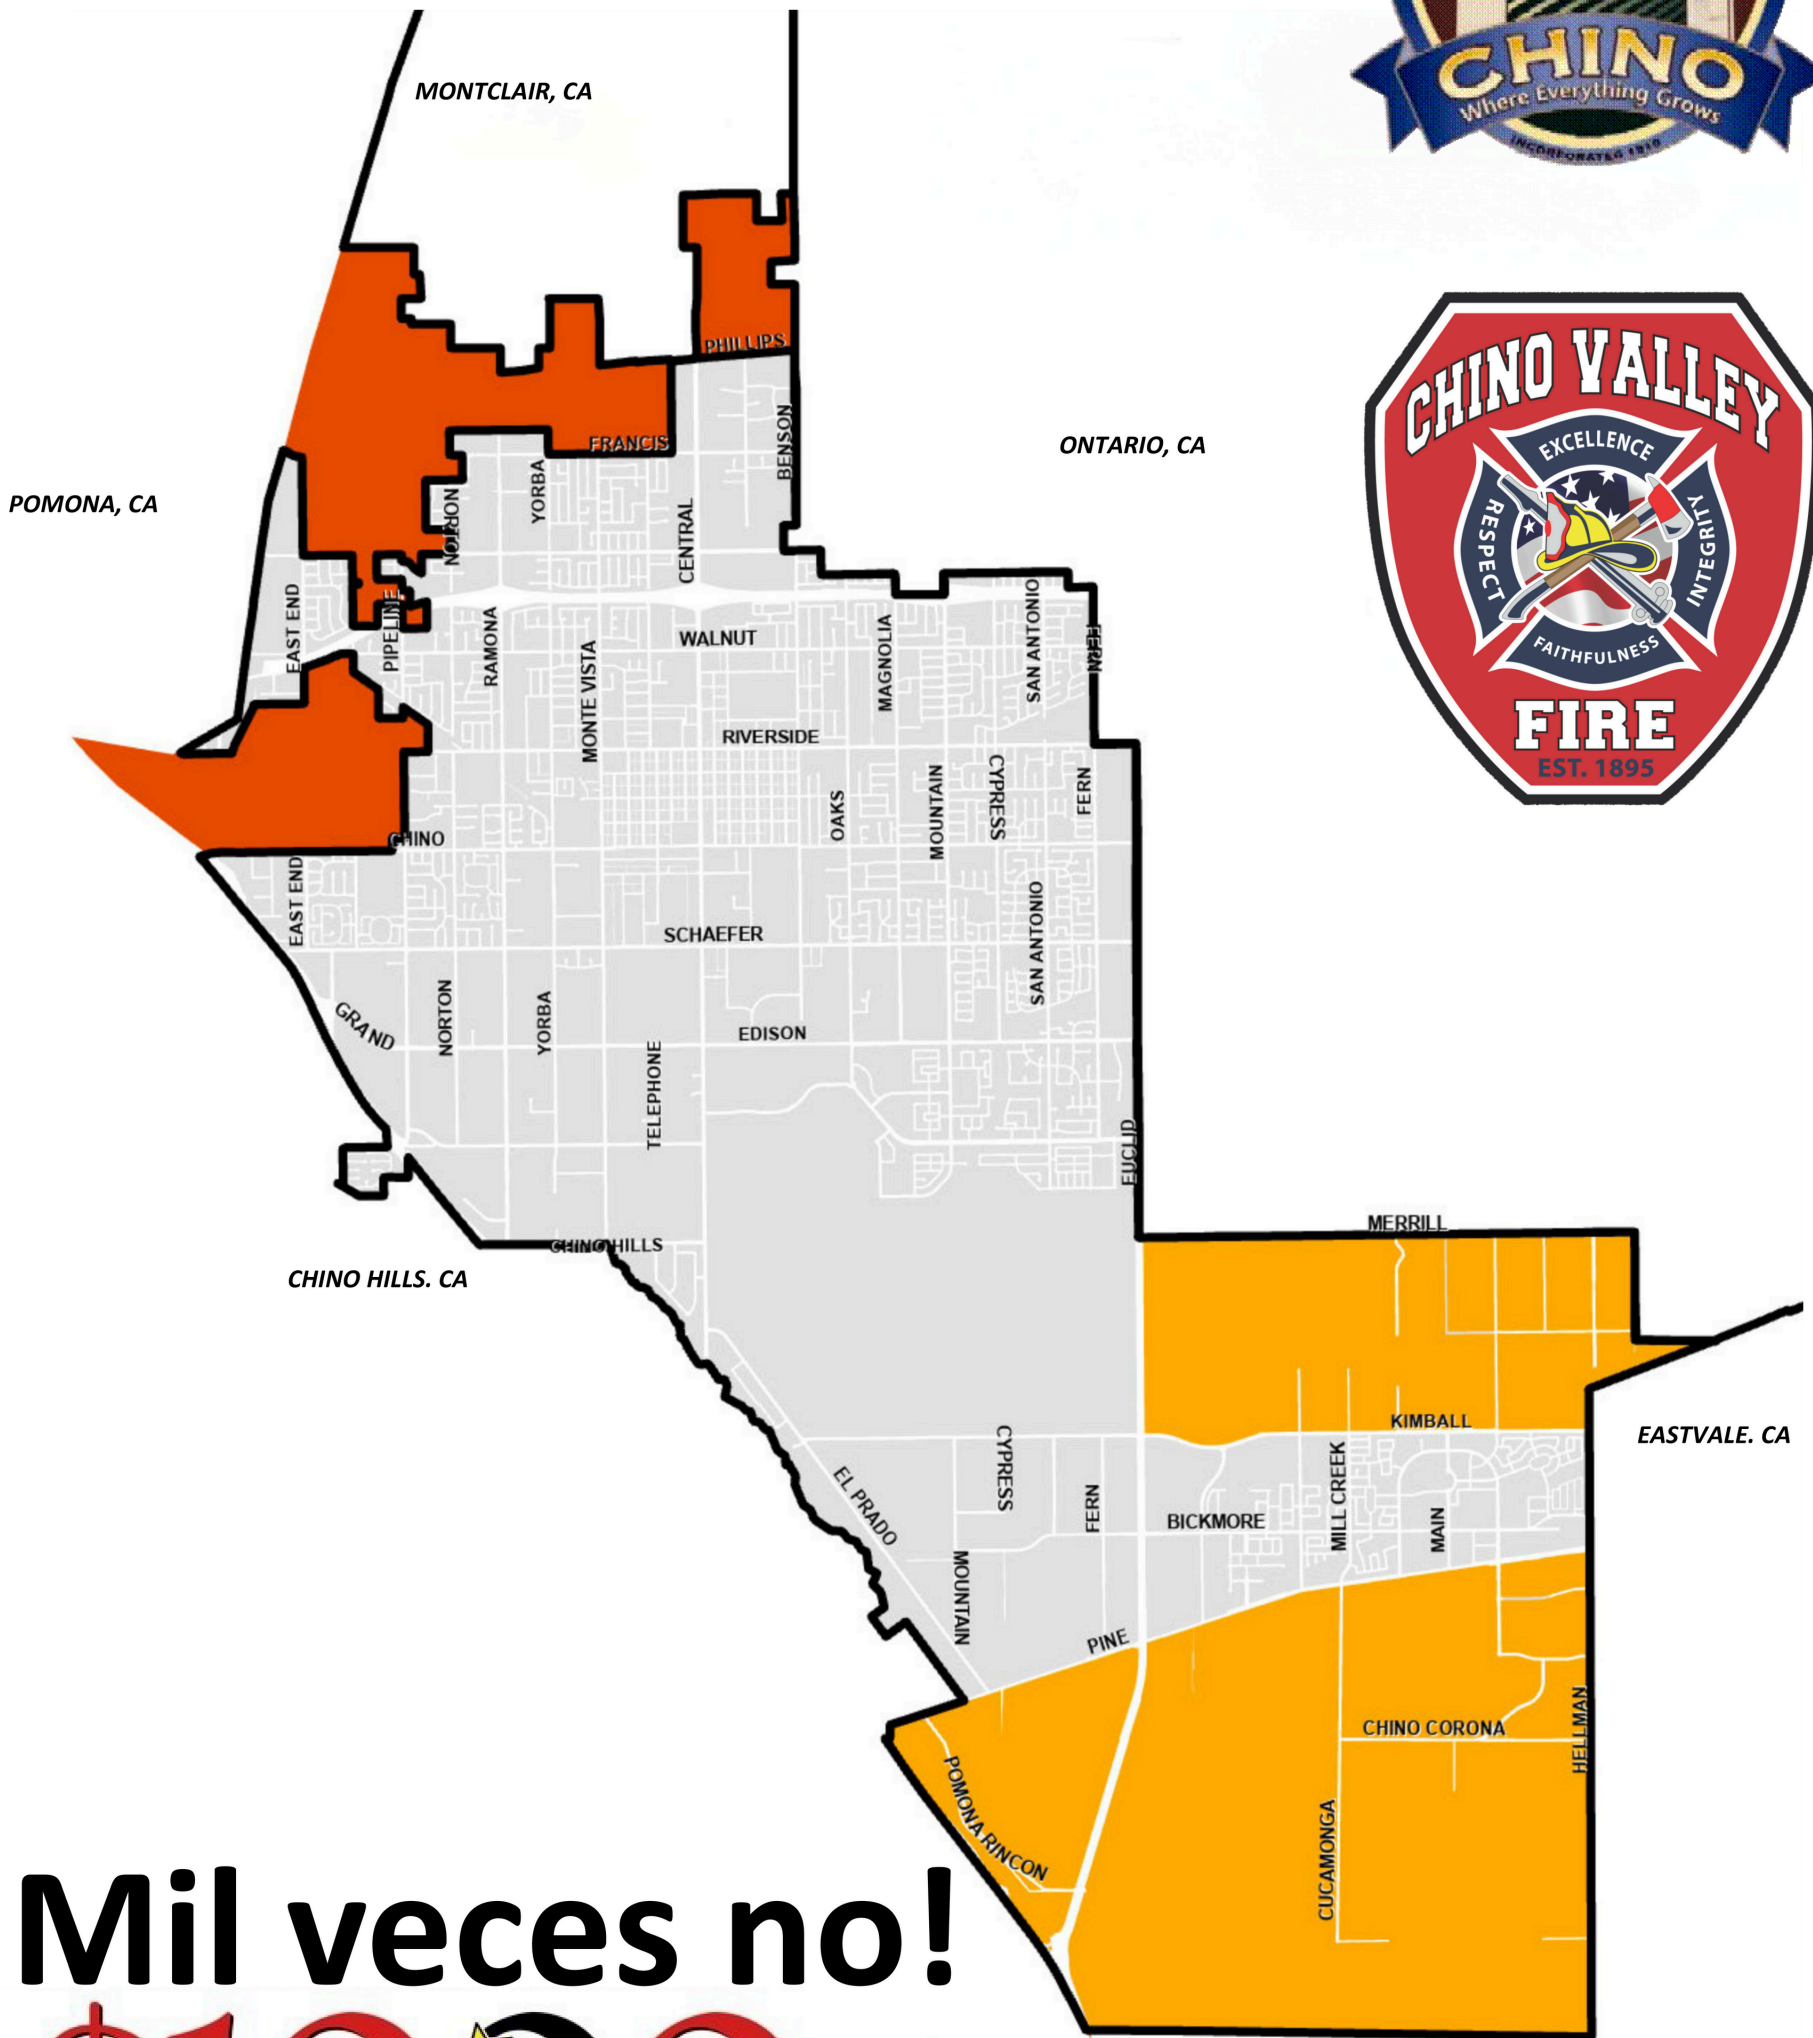 CHINO
Where Everything Grows
INCORPORATED 1910
MONTCLAIR, CA
PHILLIPS
CHINO VALLEY
EXCELLENCE
RESPECT
INTEGRITY
FAITHFULNESS
FIRE
EST. 1895
FRANCIS
BENSON
ONTARIO, CA
POMONA, CA
NORTON
YORBA
CENTRAL
EAST END
PIPELINE
RAMONA
MONTE VISTA
WALNUT
MAGNOLIA
SAN ANTONIO
FERN
RIVERSIDE
OAKS
MOUNTAIN
CYPRESS
FERN
CHINO
EAST END
SCHAEFER
SAN ANTONIO
GRAND
NORTON
YORBA
EDISON
TELEPHONE
EUCLID
MERRILL
CHINO HILLS
CHINO HILLS. CA
KIMBALL
EASTVALE. CA
CYPRESS
EL PRADO
FERN
BICKMORE
MILL CREEK
MAIN
MOUNTAIN
PINE
HELLMAN
CHINO CORONA
POMONA RINCON
CUCAMONGA
Mil veces no!